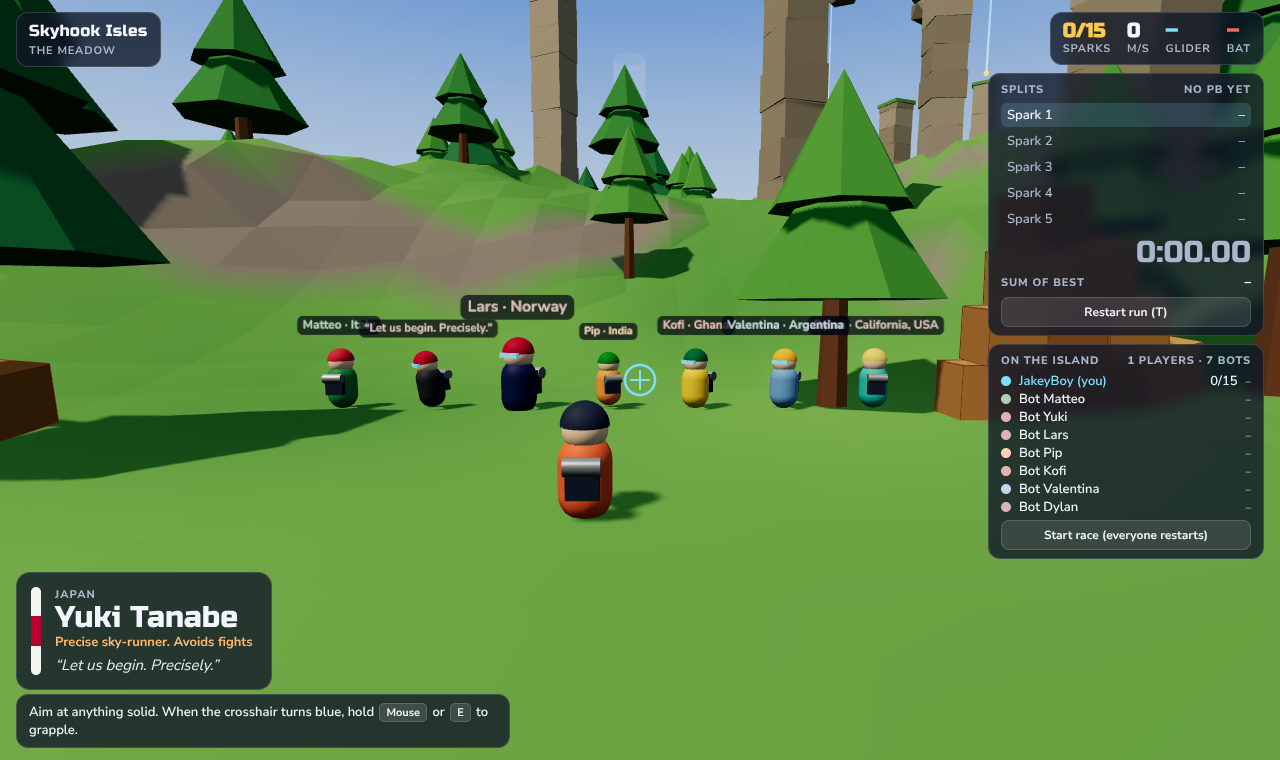 Skyhook Isles
THE MEADOW
0/15
SPARKS
0
M/S
–
GLIDER
–
BAT
SPLITS
NO PB YET
Spark 1 –
Spark 2 –
Spark 3 –
Spark 4 –
Spark 5 –
0:00.00
SUM OF BEST –
Restart run (T)
ON THE ISLAND
1 PLAYERS · 7 BOTS
JakeyBoy (you) 0/15 –
Bot Matteo –
Bot Yuki –
Bot Lars –
Bot Pip –
Bot Kofi –
Bot Valentina –
Bot Dylan –
Start race (everyone restarts)
Lars · Norway
Matteo ·
“Let us begin. Precisely.”
Pip · India
Kofi ·
Valentina · Argentina
· California, USA
JAPAN
Yuki Tanabe
Precise sky-runner. Avoids fights
“Let us begin. Precisely.”
Aim at anything solid. When the crosshair turns blue, hold Mouse or E to
grapple.